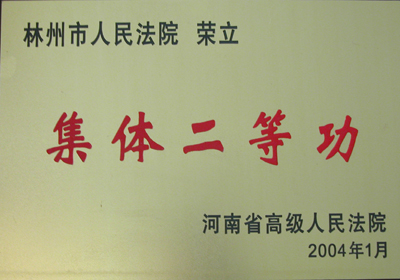 林州市人民法院 荣立
集体二等功
河南省高级人民法院
2004年1月